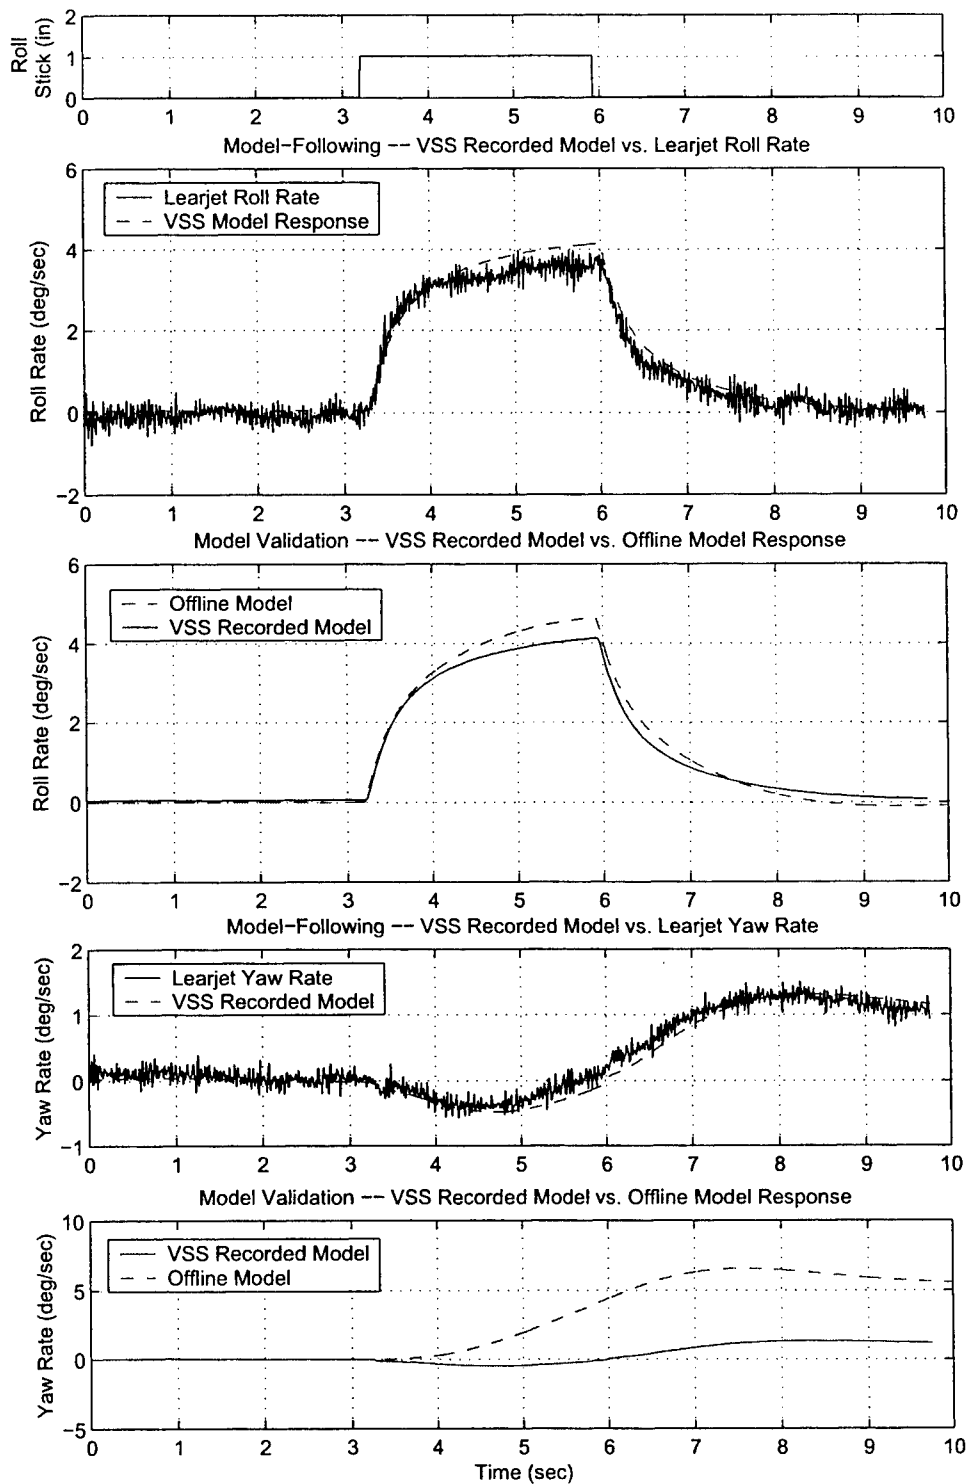 Roll
Stick (in)
2
1
0
0 1 2 3 4 5 6 7 8 9 10
Model-Following -- VSS Recorded Model vs. Learjet Roll Rate
Roll Rate (deg/sec)
6
4
2
0
-2
Learjet Roll Rate
VSS Model Response
0 1 2 3 4 5 6 7 8 9 10
Model Validation -- VSS Recorded Model vs. Offline Model Response
Roll Rate (deg/sec)
6
4
2
0
-2
Offline Model
VSS Recorded Model
0 1 2 3 4 5 6 7 8 9 10
Model-Following -- VSS Recorded Model vs. Learjet Yaw Rate
Yaw Rate (deg/sec)
2
1
0
-1
Learjet Yaw Rate
VSS Recorded Model
0 1 2 3 4 5 6 7 8 9 10
Model Validation -- VSS Recorded Model vs. Offline Model Response
Yaw Rate (deg/sec)
10
5
0
-5
VSS Recorded Model
Offline Model
0 1 2 3 4 5 6 7 8 9 10
Time (sec)